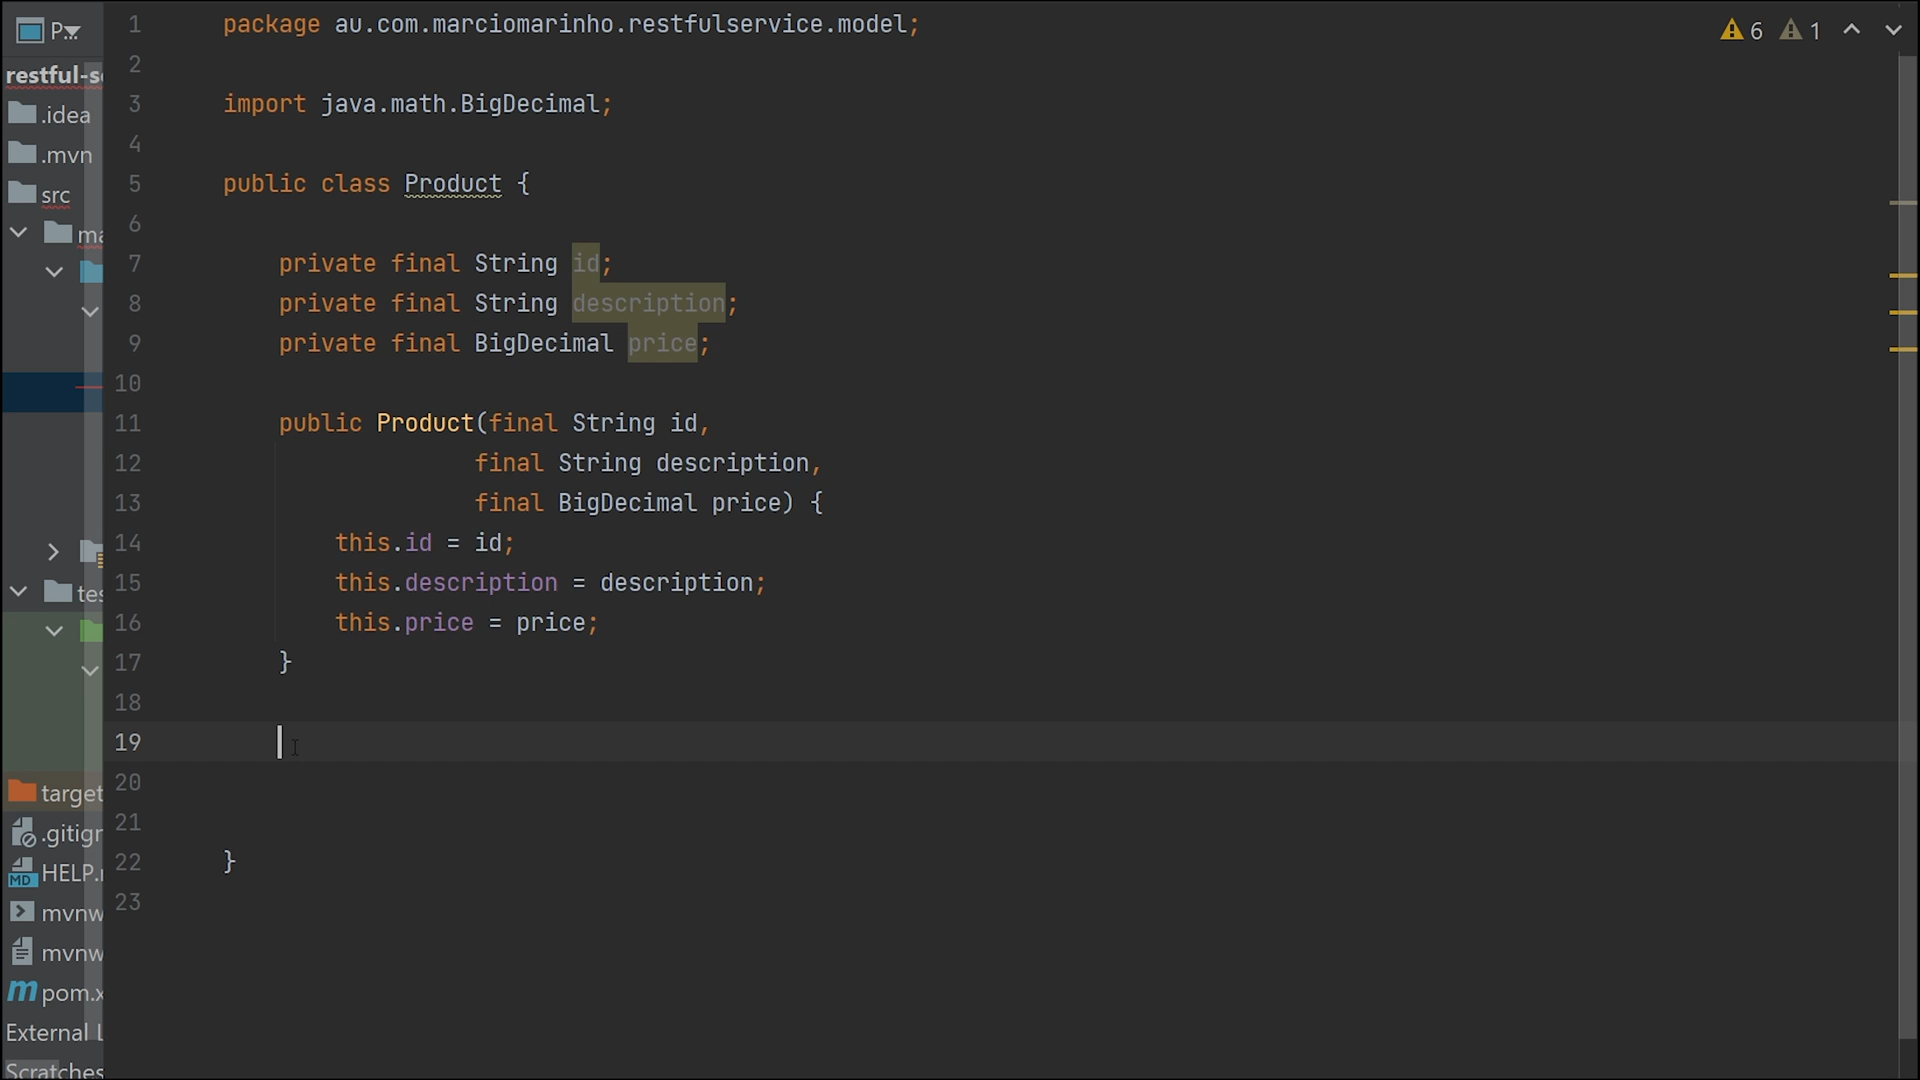 P
restful-se
.idea
.mvn
src
ma
tes
target
.gitign
HELP.
MD
mvnw
mvnw
m pom.x
External L
Scratches
6 1
1 package au.com.marciomarinho.restfulservice.model;
2
3 import java.math.BigDecimal;
4
5 public class Product {
6
7 private final String id;
8 private final String description;
9 private final BigDecimal price;
10
11 public Product(final String id,
12 final String description,
13 final BigDecimal price) {
14 this.id = id;
15 this.description = description;
16 this.price = price;
17 }
18
19
20
21
22 }
23